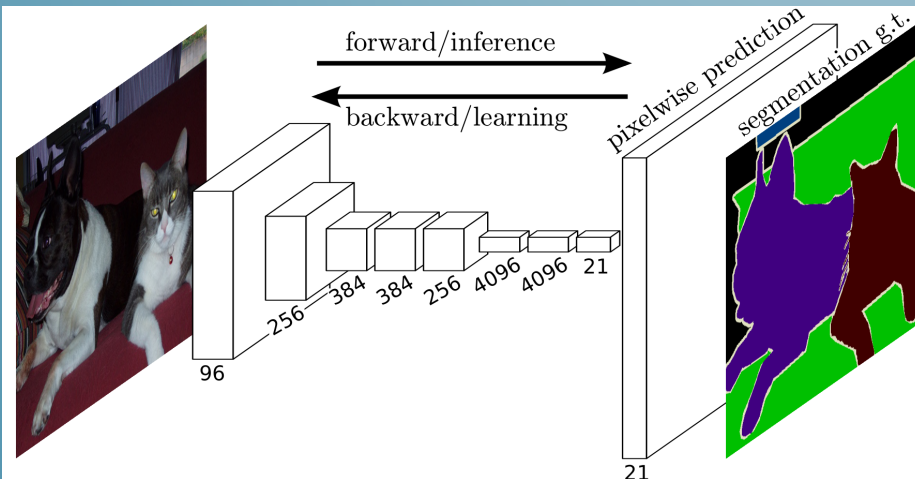 forward/inference
backward/learning
pixelwise prediction
segmentation g.t.
96
256
384
384
256
4096
4096
21
21